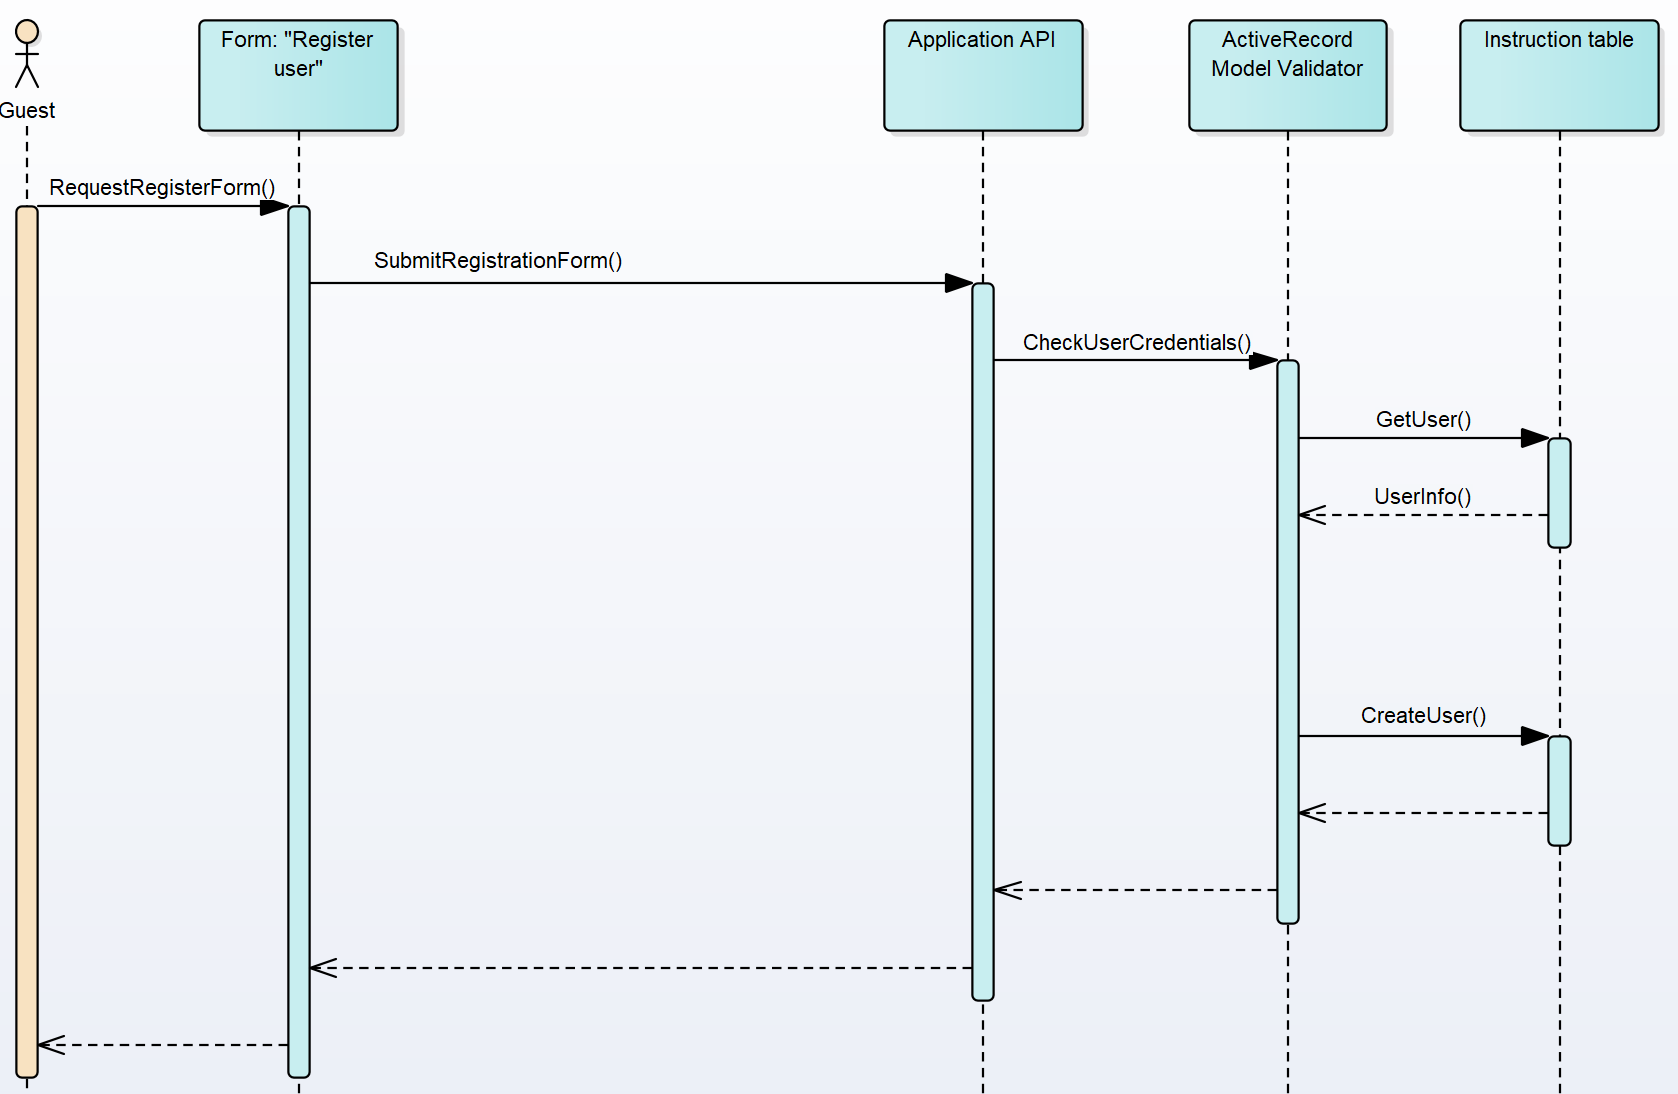 Guest
Form: "Register
user"
Application API
ActiveRecord
Model Validator
Instruction table
RequestRegisterForm()
SubmitRegistrationForm()
CheckUserCredentials()
GetUser()
UserInfo()
CreateUser()